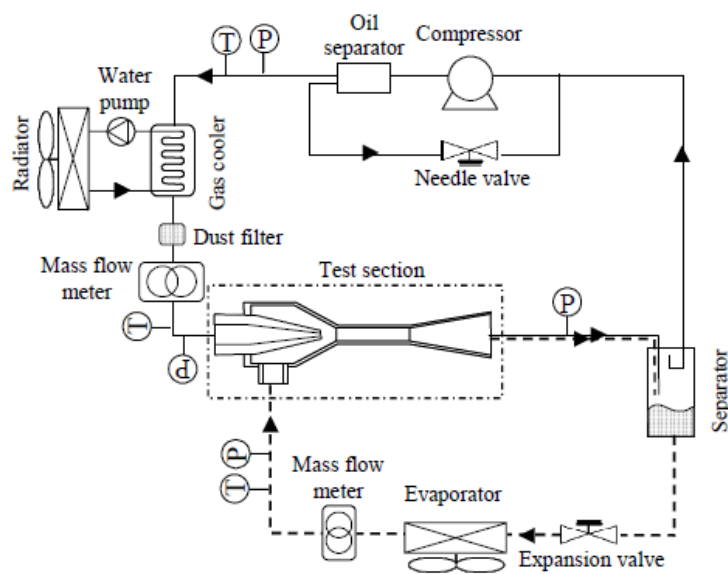 Oil
separator
Compressor
T
P
Water
pump
Radiator
Gas cooler
Needle valve
Dust filter
Mass flow
meter
Test section
P
T
P
Separator
P
T
Mass flow
meter
Evaporator
Expansion valve